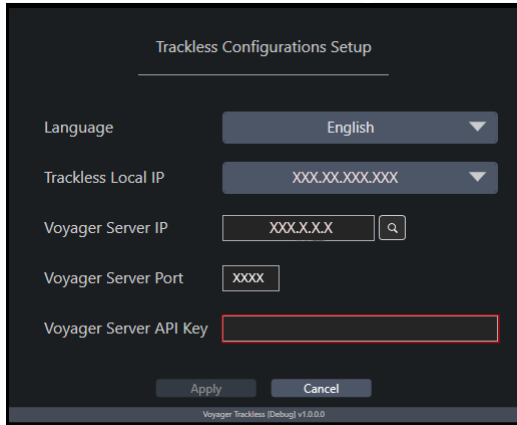 Trackless Configurations Setup
Language English
Trackless Local IP XXX.XX.XXX.XXX
Voyager Server IP XXX.X.X.X
Voyager Server Port XXXX
Voyager Server API Key
Apply Cancel
Voyager Trackless [Debug] v1.0.0.0